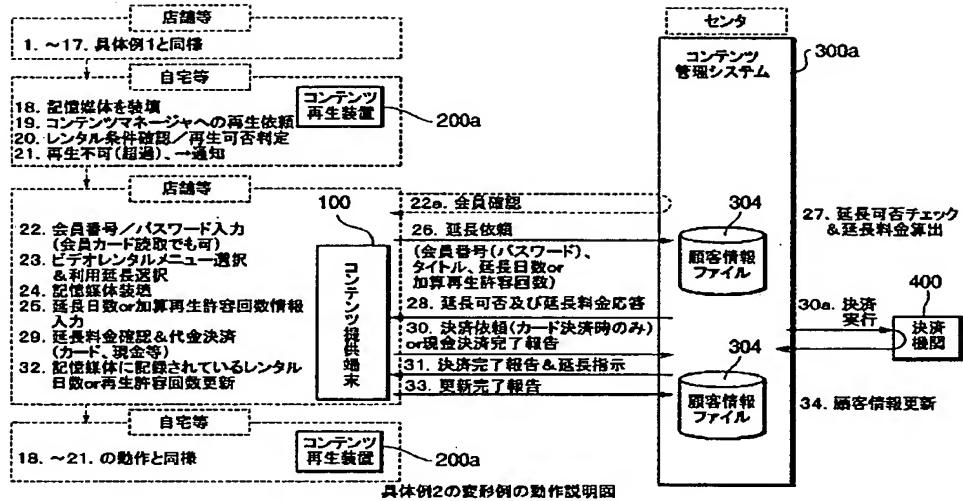 店舗等
1. ～17. 具体例1と同様
自宅等
18. 記憶媒体を装填
19. コンテンツマネージャへの再生依頼
20. レンタル条件確認／再生可否判定
21. 再生不可(超過)、→通知
コンテンツ
再生装置
200a
店舗等
22. 会員番号／パスワード入力
(会員カード読取でも可)
23. ビデオレンタルメニュー選択
＆利用延長選択
24. 記憶媒体装填
25. 延長日数or加算再生許容回数情報
入力
29. 延長料金確認＆代金決済
(カード、現金等)
32. 記憶媒体に記録されているレンタル
日数or再生許容回数更新
100
コンテンツ提供端末
22a. 会員確認
26. 延長依頼
(会員番号(パスワード)、
タイトル、延長日数or
加算再生許容回数)
28. 延長可否及び延長料金応答
30. 決済依頼(カード決済時のみ)
or現金決済完了報告
31. 決済完了報告＆延長指示
33. 更新完了報告
センタ
コンテンツ
管理システム
300a
304
顧客情報
ファイル
304
顧客情報
ファイル
27. 延長可否チェック
＆延長料金算出
30a. 決済
実行
400
決済
機関
34. 顧客情報更新
自宅等
18. ～21. の動作と同様
コンテンツ
再生装置
200a
具体例2の変形例の動作説明図